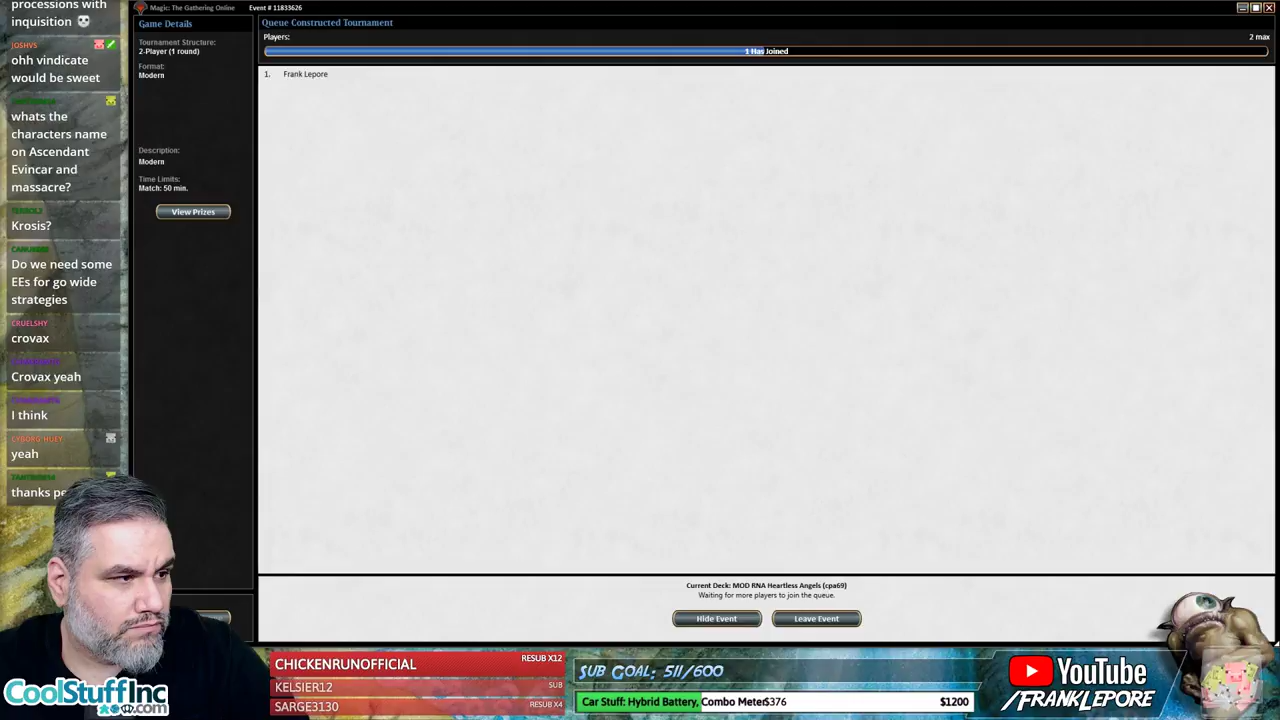 processions with
inquisition
Magic: The Gathering Online
Event # 11833626
Game Details
Tournament Structure:
2-Player (1 round)
Format:
Modern
Description:
Modern
Time Limits:
Match: 50 min.
View Prizes
Queue Constructed Tournament
Players:
2 max
1 Has Joined
1. Frank Lepore
JOSHVS
ohh vindicate
would be sweet
whats the
characters name
on Ascendant
Evincar and
massacre?
Krosis?
Do we need some
EEs for go wide
strategies
CRUELSHY
crovax
Crovax yeah
I think
CYBORG HUEY
yeah
thanks
Current Deck: MOD RNA Heartless Angels (cpa69)
Waiting for more players to join the queue.
Hide Event
Leave Event
CoolStuffInc
.com
CHICKENRUNOFFICIAL RESUB X12
KELSIER12 SUB
SARGE3130 RESUB X4
SUB GOAL: 511/600
Car Stuff: Hybrid Battery, Combo Meter $376 $1200
YouTube
/FRANKLEPORE